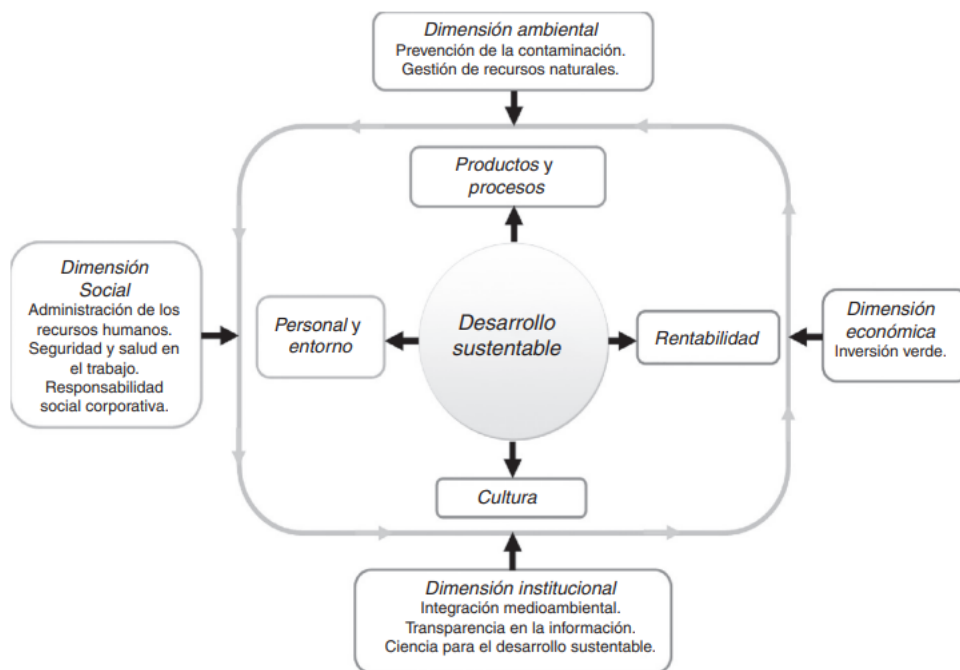 Dimensión ambiental
Prevención de la contaminación.
Gestión de recursos naturales.
Productos y
procesos
Dimensión
Social
Administración de los
recursos humanos.
Seguridad y salud en
el trabajo.
Responsabilidad
social corporativa.
Personal y
entorno
Desarrollo
sustentable
Rentabilidad
Dimensión
económica
Inversión verde.
Cultura
Dimensión institucional
Integración medioambiental.
Transparencia en la información.
Ciencia para el desarrollo sustentable.